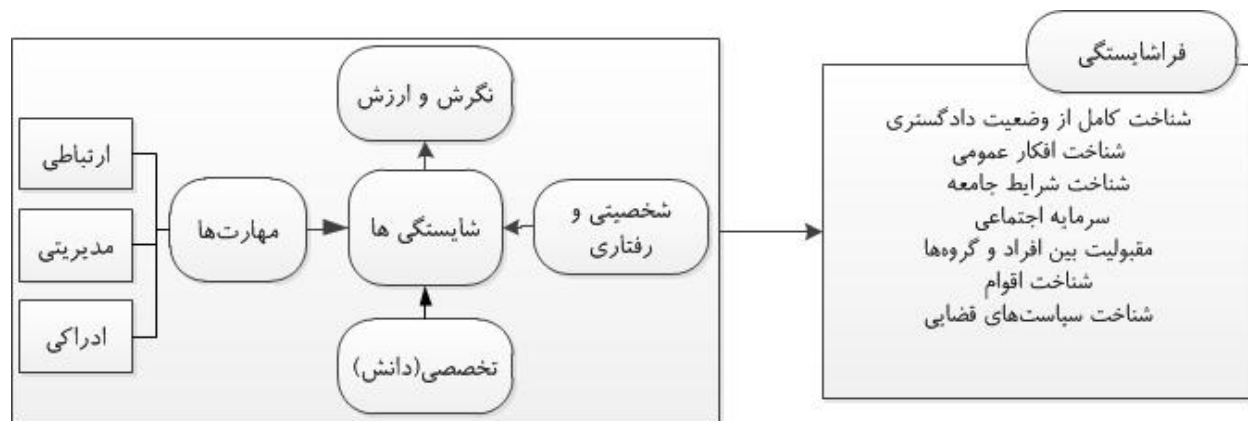 فراشایستگی
شناخت کامل از وضعیت دادگستری
شناخت افکار عمومی
شناخت شرایط جامعه
سرمایه اجتماعی
مقبولیت بین افراد و گروه‌ها
شناخت اقوام
شناخت سیاست‌های قضایی
نگرش و ارزش
شخصیتی و
رفتاری
شایستگی ها
مهارت‌ها
ارتباطی
مدیریتی
ادراکی
تخصصی(دانش)